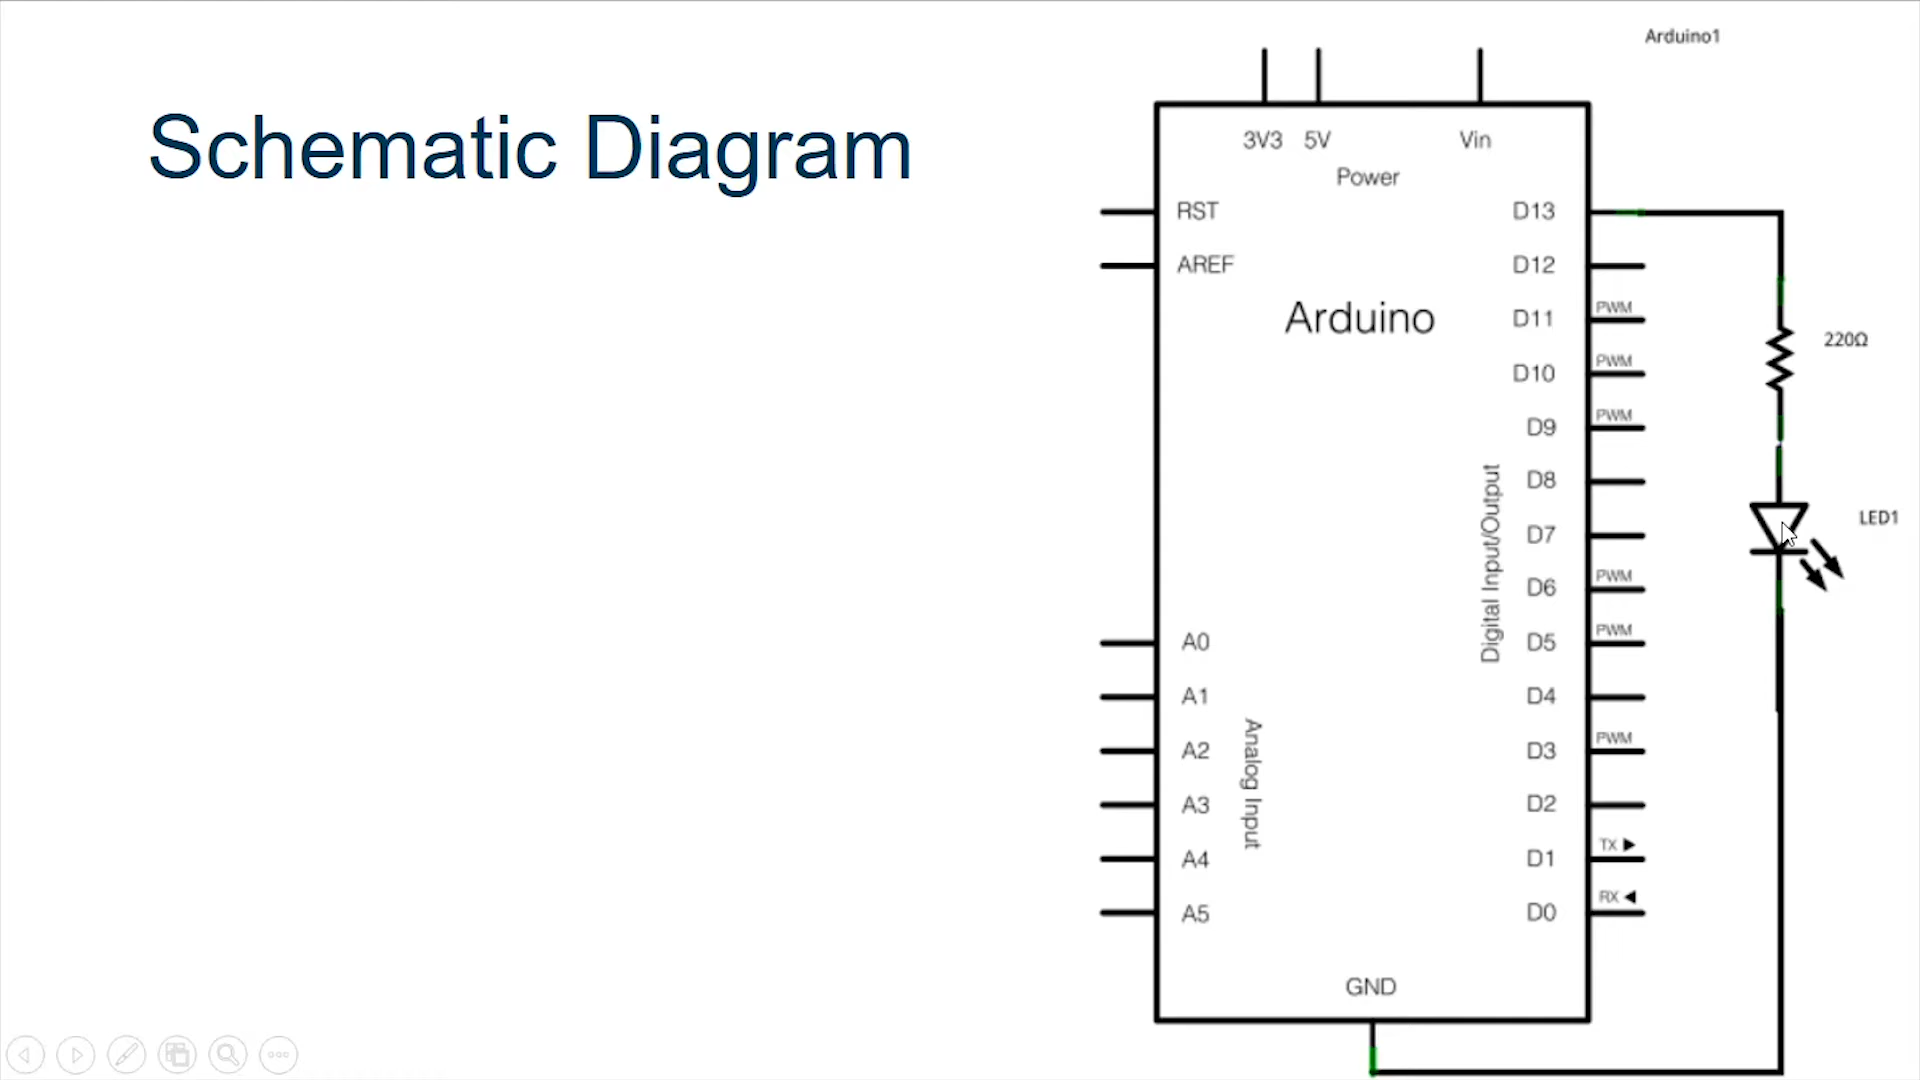 Schematic Diagram
Arduino1
3V3 5V Vin
Power
RST
AREF
Arduino
A0
A1
A2
A3
A4
A5
Analog Input
Digital Input/Output
D13
D12
D11 PWM
D10 PWM
D9 PWM
D8
D7
D6 PWM
D5 PWM
D4
D3 PWM
D2
D1 TX
D0 RX
GND
220Ω
LED1